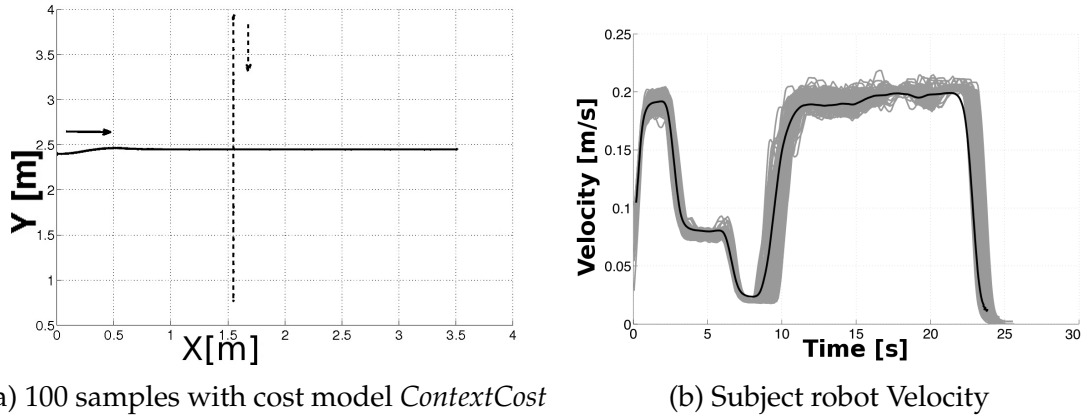 4
3.5
3
2.5
2
1.5
1
0.5
0 0.5 1 1.5 2 2.5 3 3.5 4
Y [m]
X[m]
) 100 samples with cost model ContextCost
0.25
0.2
0.15
0.1
0.05
0
0 5 10 15 20 25 30
Velocity [m/s]
Time [s]
(b) Subject robot Velocity